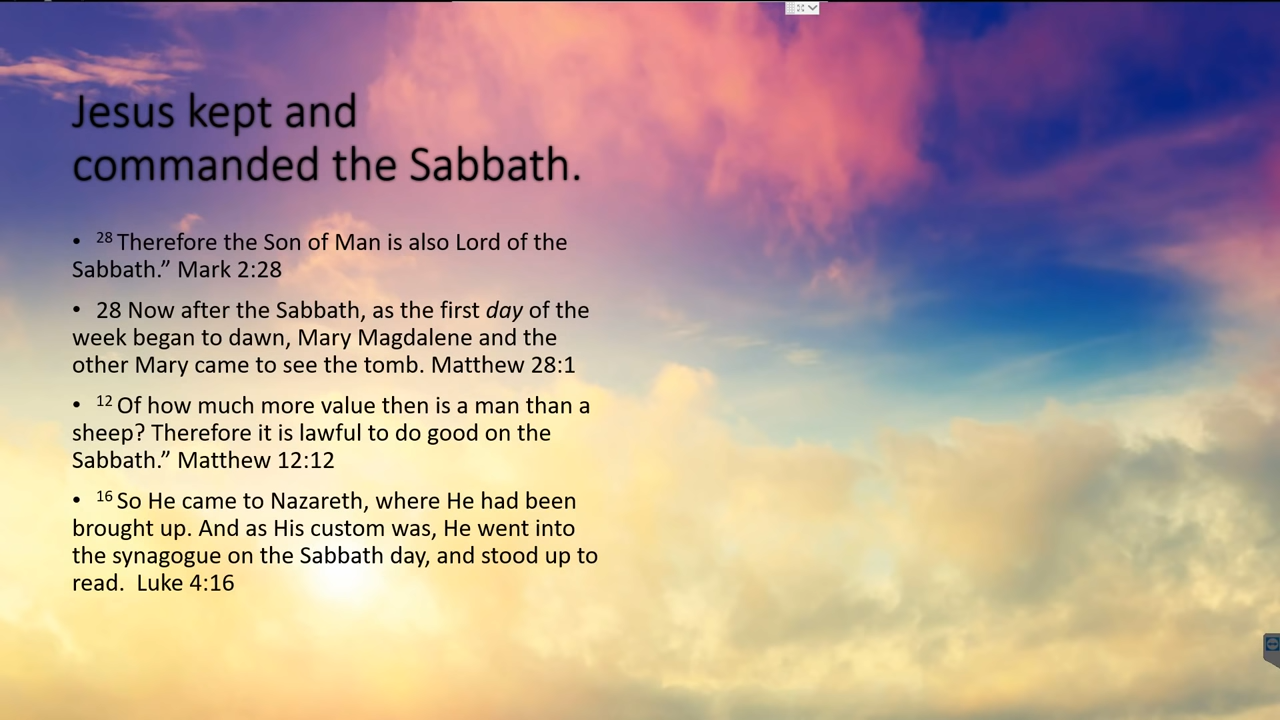 Jesus kept and
commanded the Sabbath.
• 28 Therefore the Son of Man is also Lord of the
Sabbath.” Mark 2:28
• 28 Now after the Sabbath, as the first day of the
week began to dawn, Mary Magdalene and the
other Mary came to see the tomb. Matthew 28:1
• 12 Of how much more value then is a man than a
sheep? Therefore it is lawful to do good on the
Sabbath.” Matthew 12:12
• 16 So He came to Nazareth, where He had been
brought up. And as His custom was, He went into
the synagogue on the Sabbath day, and stood up to
read.  Luke 4:16